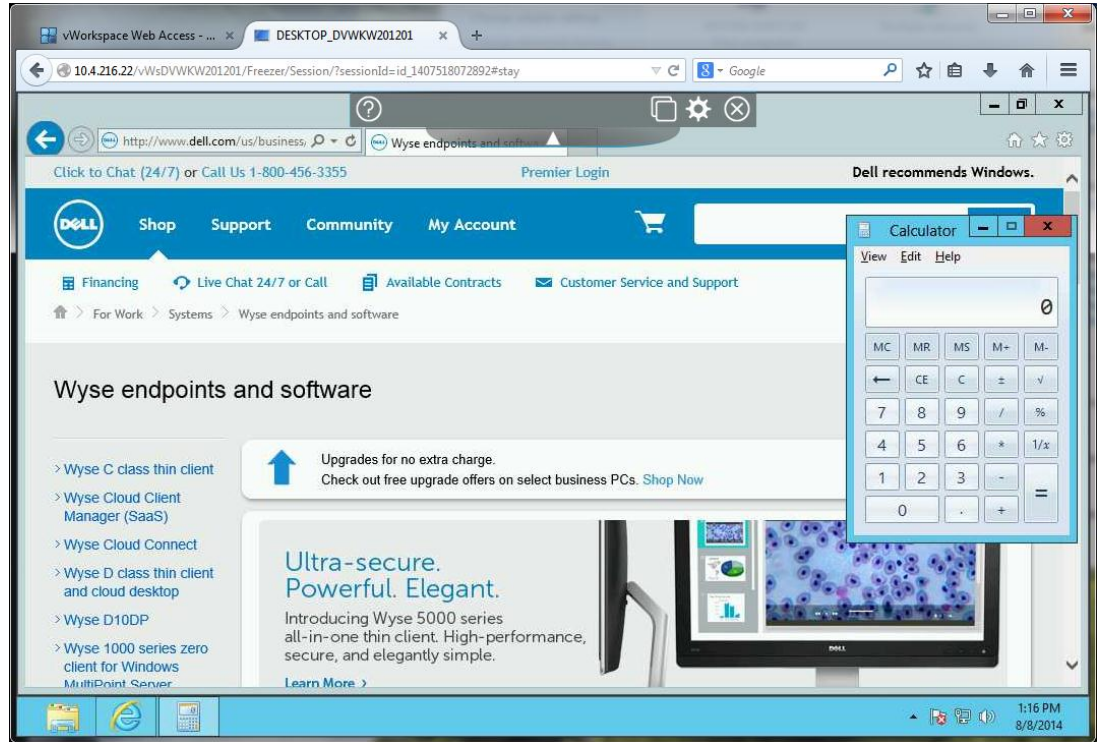 vWorkspace Web Access - ...
DESKTOP_DVWKW201201
10.4.216.22/vWsDVWKW201201/Freezer/Session/?sessionId=id_1407518072892#stay
Google
http://www.dell.com/us/business,
Wyse endpoints and softwa
Click to Chat (24/7) or Call Us 1-800-456-3355
Premier Login
Dell recommends Windows.
DELL
Shop
Support
Community
My Account
Financing
Live Chat 24/7 or Call
Available Contracts
Customer Service and Support
For Work > Systems > Wyse endpoints and software
Wyse endpoints and software
> Wyse C class thin client
> Wyse Cloud Client
Manager (SaaS)
> Wyse Cloud Connect
> Wyse D class thin client
and cloud desktop
> Wyse D10DP
> Wyse 1000 series zero
client for Windows
MultiPoint Server
Upgrades for no extra charge.
Check out free upgrade offers on select business PCs. Shop Now
Ultra-secure.
Powerful. Elegant.
Introducing Wyse 5000 series
all-in-one thin client. High-performance,
secure, and elegantly simple.
Learn More >
DELL
Calculator
View Edit Help
0
MC MR MS M+ M-
← CE C ± √
7 8 9 / %
4 5 6 * 1/x
1 2 3 - =
0 . +
1:16 PM
8/8/2014